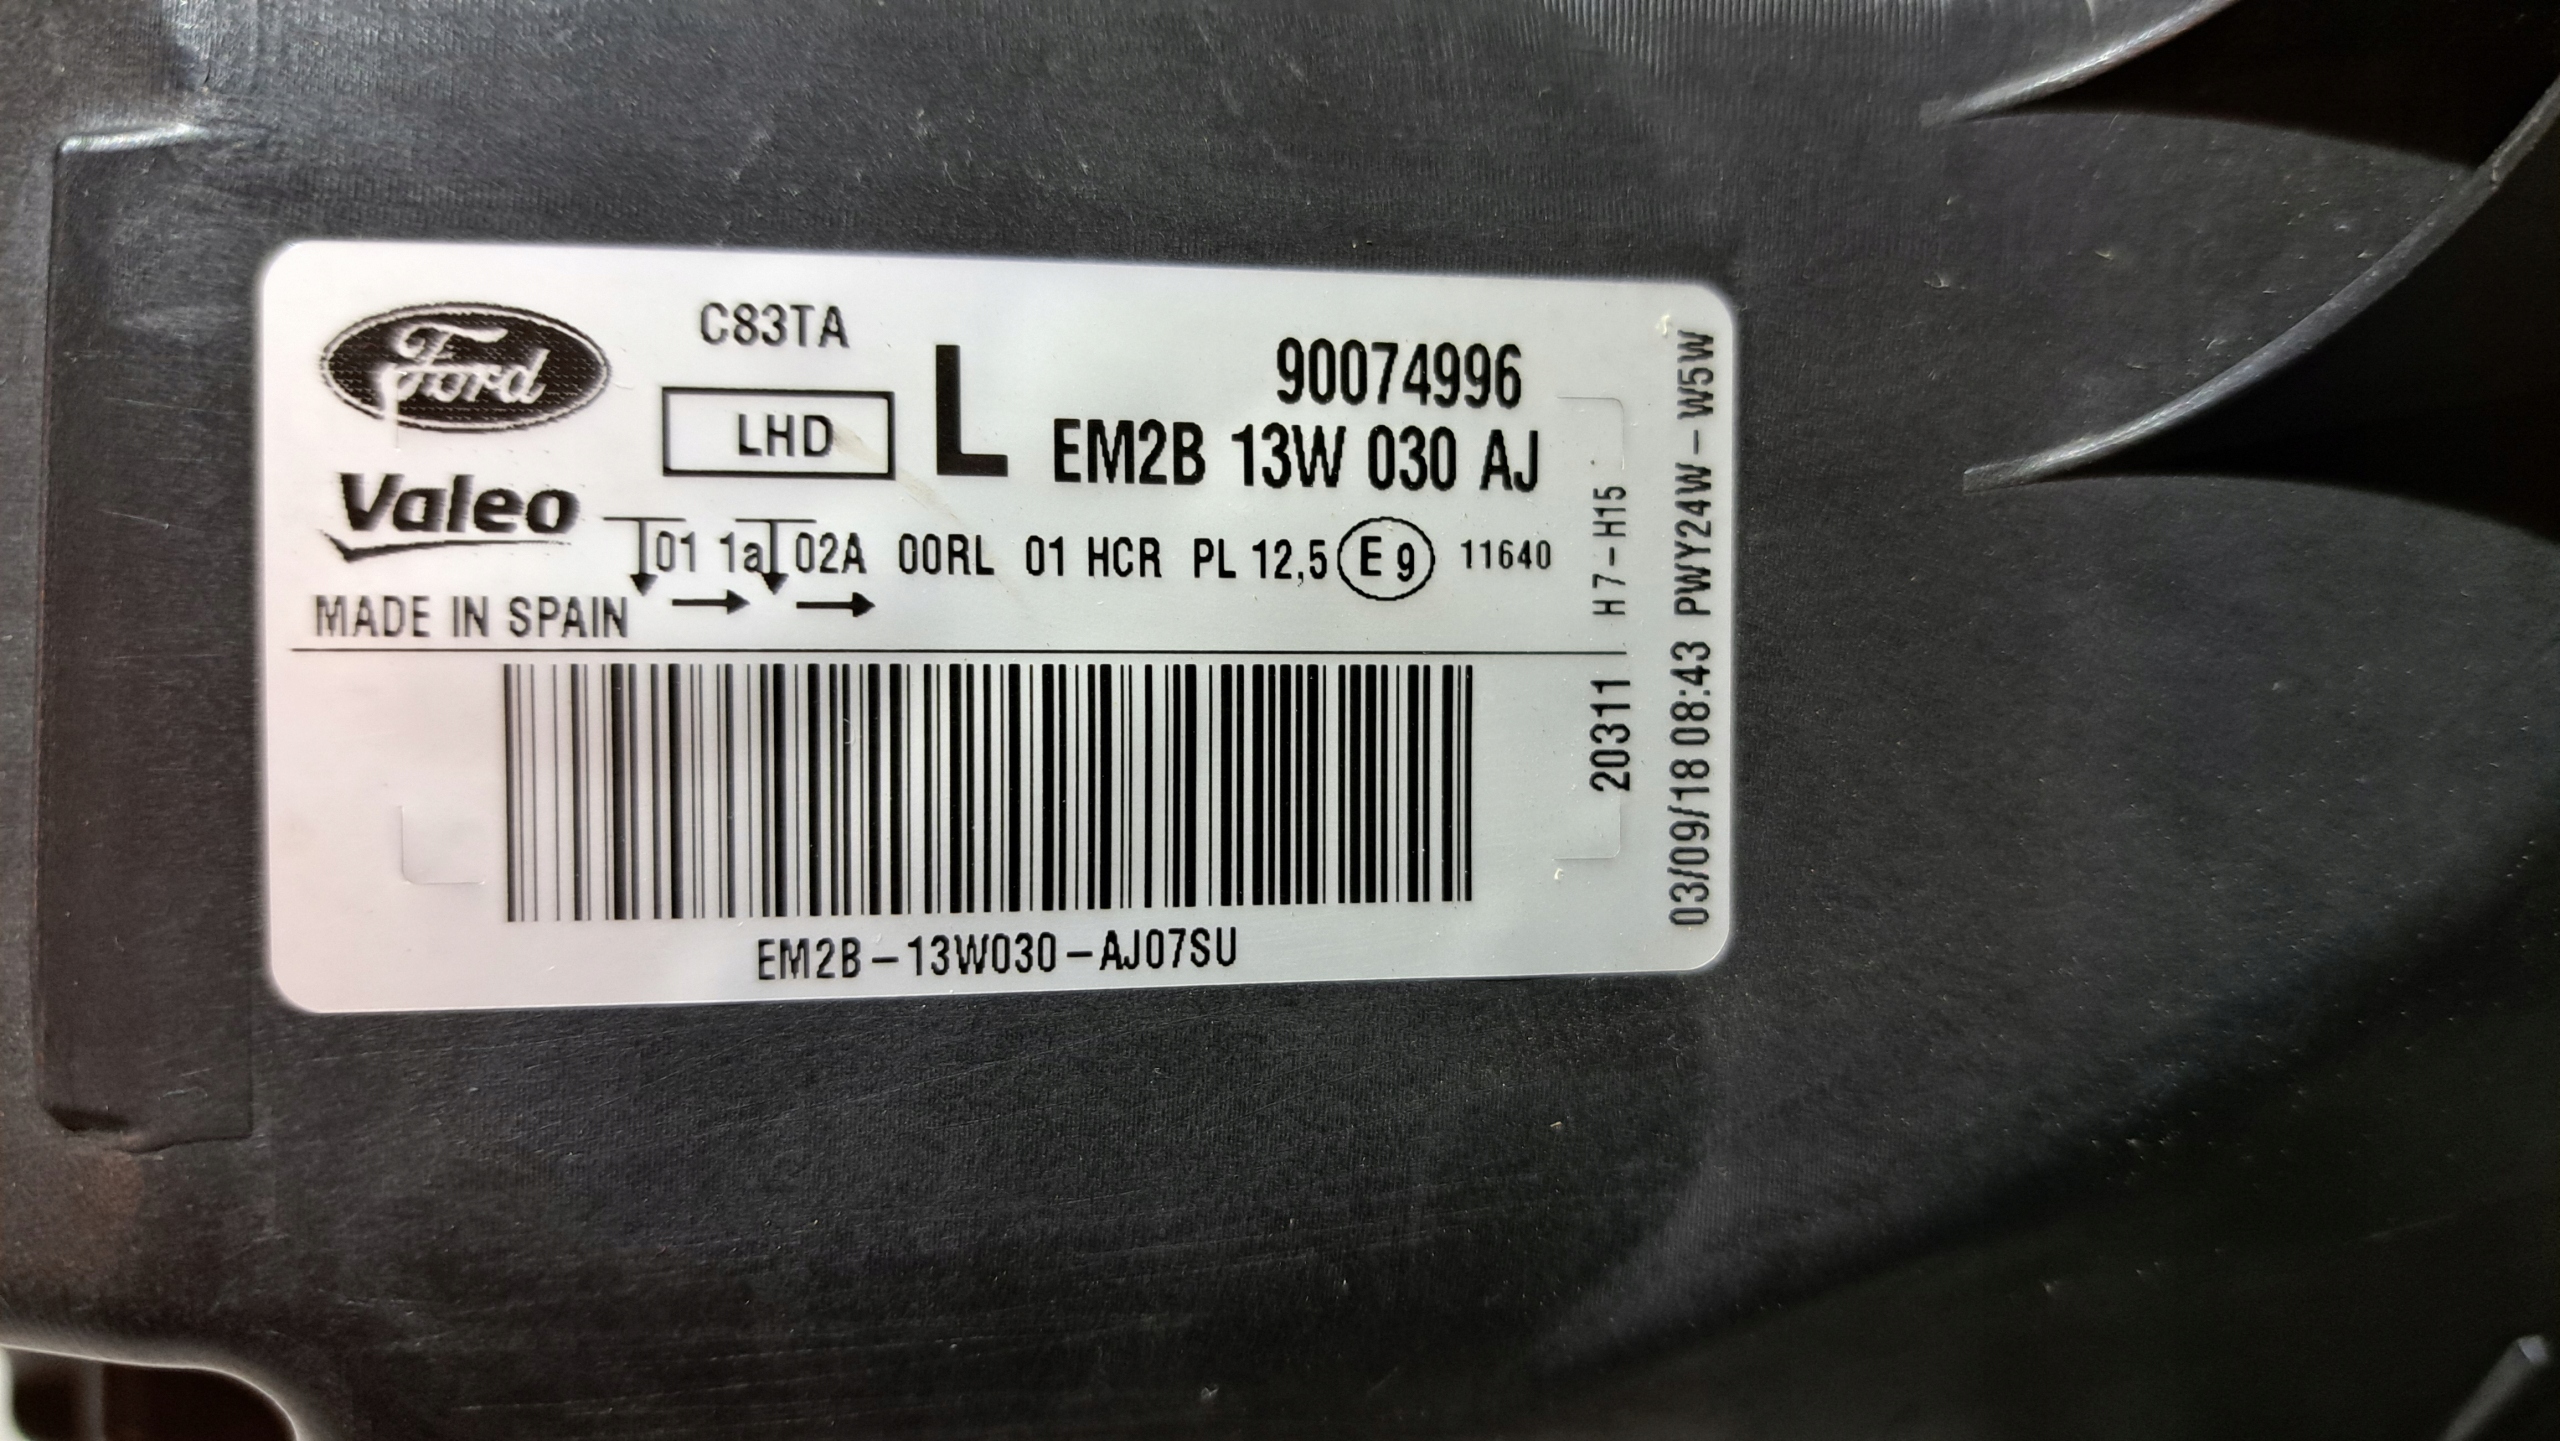 Ford
C83TA
LHD
L
90074996
EM2B 13W 030 AJ
Valeo
01 1a 02A 00RL 01 HCR PL 12,5 E 9 11640
MADE IN SPAIN
EM2B-13W030-AJ07SU
20311 H7-H15
03/09/18 08:43 PWY24W-W5W